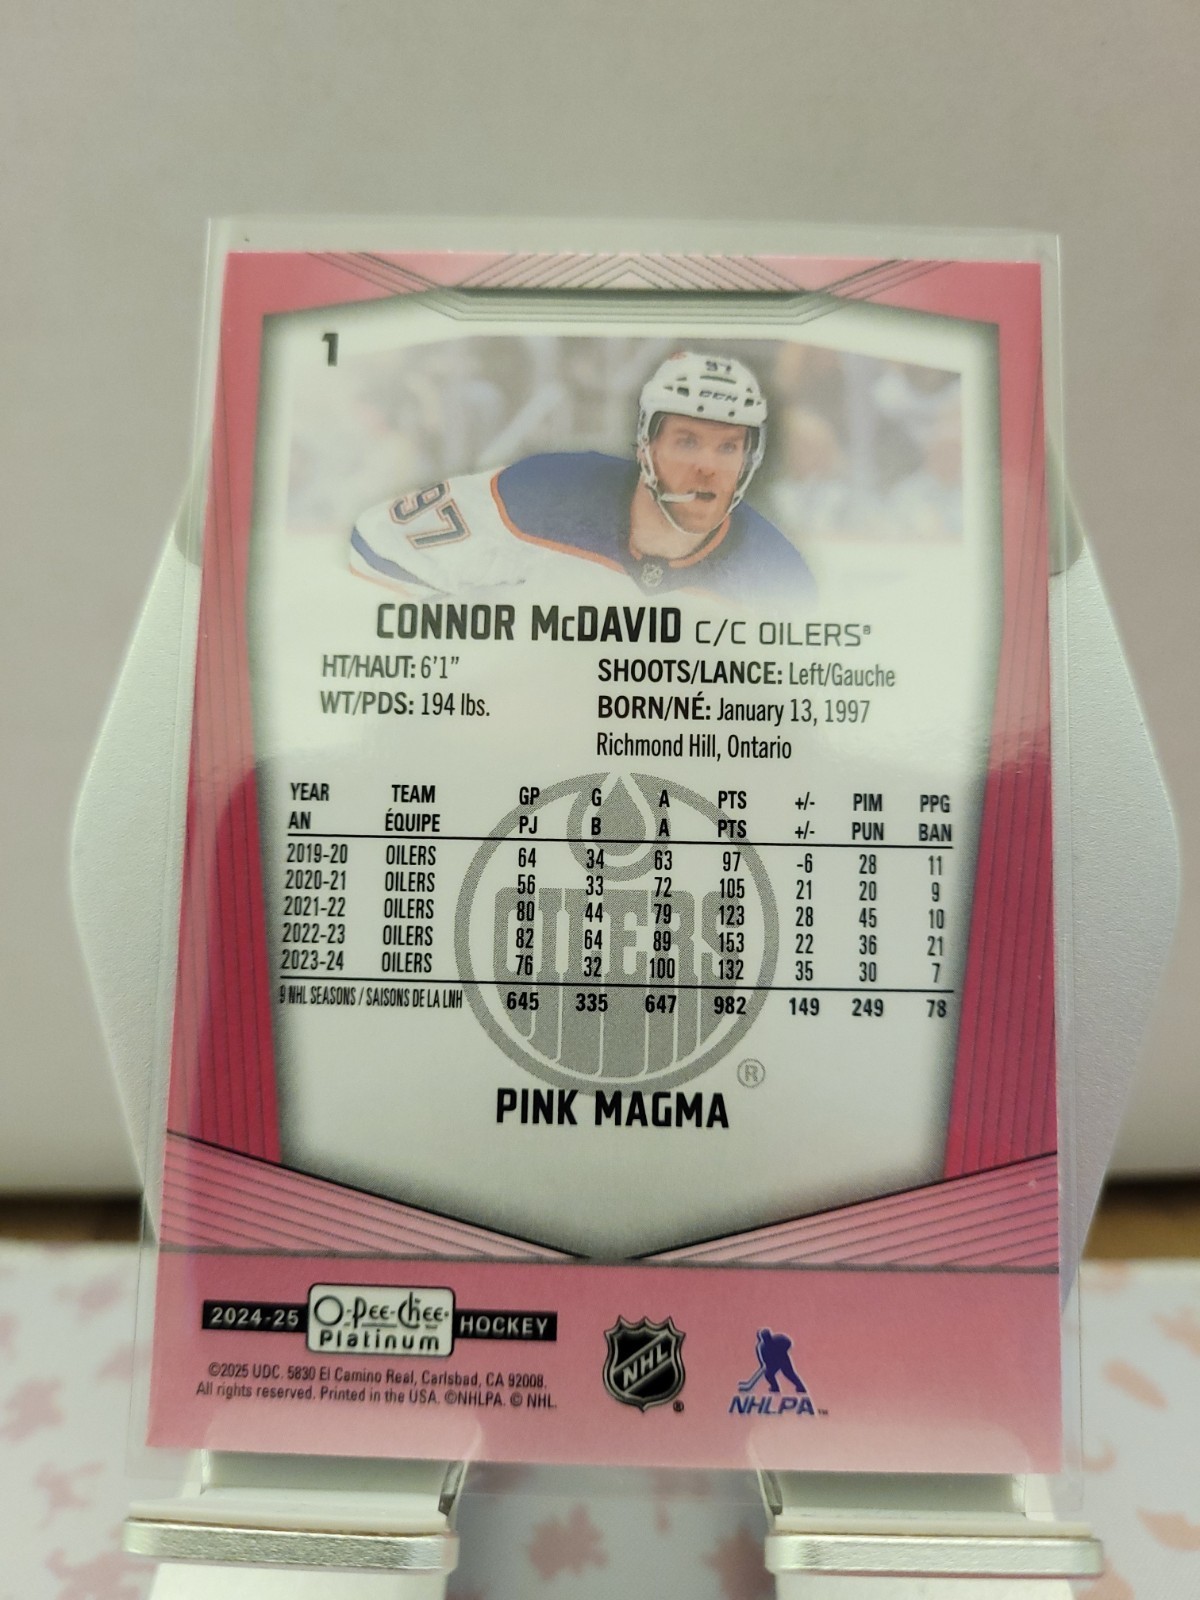 1
97
CCM
97
CONNOR McDAVID C/C OILERS®
HT/HAUT: 6'1"
SHOOTS/LANCE: Left/Gauche
WT/PDS: 194 lbs.
BORN/NÉ: January 13, 1997
Richmond Hill, Ontario
YEAR TEAM GP G A PTS +/- PIM PPG
AN ÉQUIPE PJ B A PTS +/- PUN BAN
2019-20 OILERS 64 34 63 97 -6 28 11
2020-21 OILERS 56 33 72 105 21 20 9
2021-22 OILERS 80 44 79 123 28 45 10
2022-23 OILERS 82 64 89 153 22 36 21
2023-24 OILERS 76 32 100 132 35 30 7
9 NHL SEASONS / SAISONS DE LA LNH 645 335 647 982 149 249 78
OILERS
®
PINK MAGMA
2024-25 O-Pee-Chee Platinum HOCKEY
©2025 UDC. 5830 El Camino Real, Carlsbad, CA 92008.
All rights reserved. Printed in the USA. ©NHLPA. © NHL.
NHL ®
NHLPA™